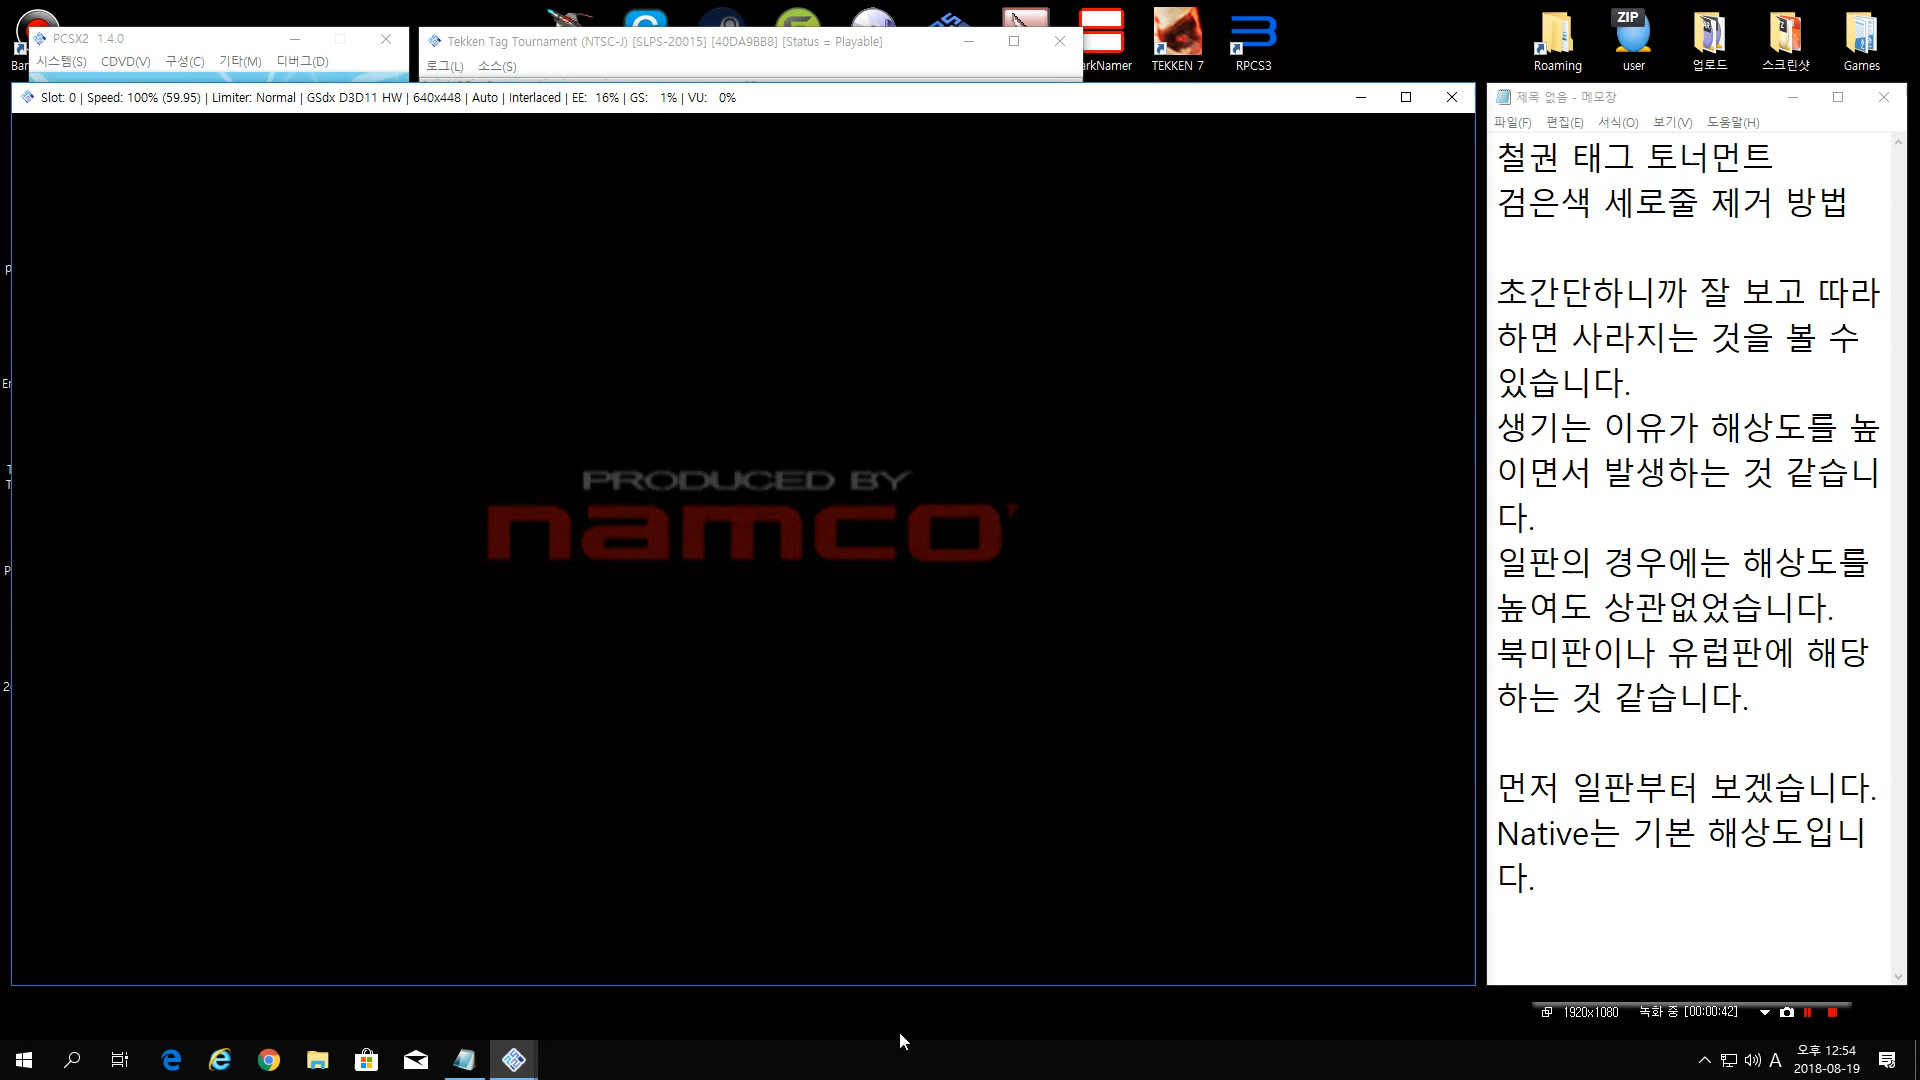 PCSX2 1.4.0
시스템(S) CDVD(V) 구성(C) 기타(M) 디버그(D)
Tekken Tag Tournament (NTSC-J) [SLPS-20015] [40DA9BB8] [Status = Playable]
로그(L) 소스(S)
arkNamer
TEKKEN 7
RPCS3
ZIP
Roaming
user
업로드
스크린샷
Games
Slot: 0 | Speed: 100% (59.95) | Limiter: Normal | GSdx D3D11 HW | 640x448 | Auto | Interlaced | EE: 16% | GS: 1% | VU: 0%
PRODUCED BY
namco
제목 없음 - 메모장
파일(F) 편집(E) 서식(O) 보기(V) 도움말(H)
철권 태그 토너먼트
검은색 세로줄 제거 방법
초간단하니까 잘 보고 따라
하면 사라지는 것을 볼 수
있습니다.
생기는 이유가 해상도를 높
이면서 발생하는 것 같습니
다.
일판의 경우에는 해상도를
높여도 상관없었습니다.
북미판이나 유럽판에 해당
하는 것 같습니다.
먼저 일판부터 보겠습니다.
Native는 기본 해상도입니
다.
1920x1080 녹화 중 [00:00:42]
A
오후 12:54
2018-08-19